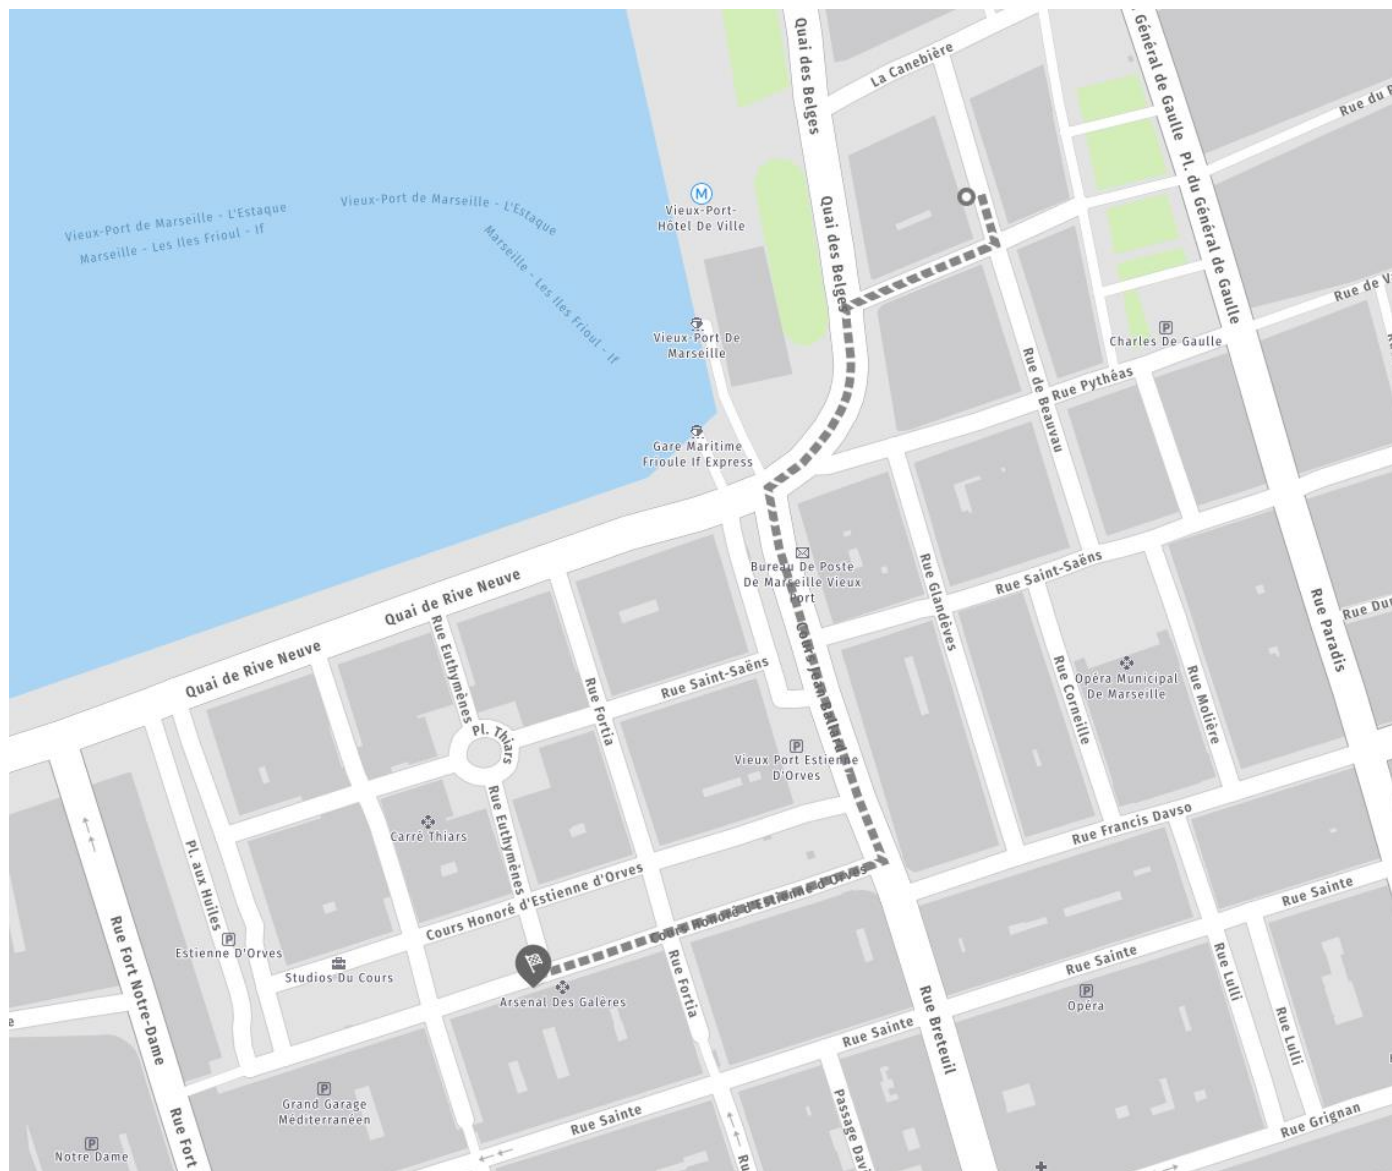 Quai des Belges
La Canebière
Général de Gaulle
Rue du
Pl. du Général de Gaulle
Vieux-Port de Marseille - L'Estaque
Marseille - Les Iles Frioul - If
Vieux-Port de Marseille - L'Estaque
Marseille - Les Iles Frioul - If
M
Vieux-Port-
Hôtel De Ville
Quai des Belges
Vieux-Port De
Marseille
Gare Maritime
Frioule If Express
P
Charles De Gaulle
Rue de
Rue Pythéas
Rue de Beauvau
Bureau De Poste
De Marseille Vieux
Port
Rue Glandèves
Rue Saint-Saëns
Rue Paradis
Quai de Rive Neuve
Quai de Rive Neuve
Rue Euthymènes
Rue Fortia
Rue Saint-Saëns
Pl. Thiars
Cours Jean Ballard
P
Vieux Port Estienne
D'Orves
Rue Corneille
Opéra Municipal
De Marseille
Rue Molière
Rue Francis Davso
Carré Thiars
Rue Euthymènes
Pl. aux Huiles
Cours Honoré d'Estienne d'Orves
Cours Honoré d'Estienne d'Orves
Rue Sainte
P
Estienne D'Orves
Studios Du Cours
Arsenal Des Galères
Rue Fortia
Rue Sainte
P
Opéra
Rue Lulli
Rue Lulli
Rue Fort Notre-Dame
Rue Breteuil
Rue Sainte
P
Grand Garage
Méditerranéen
Rue Sainte
Passage
Rue Grignan
Rue Fort
P
Notre Dame